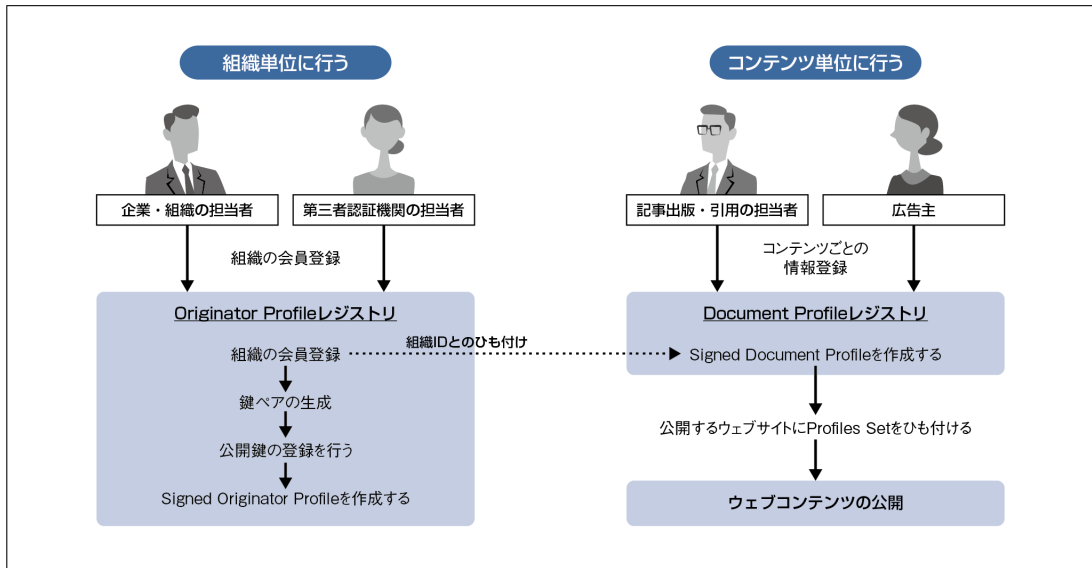 組織単位に行う
企業・組織の担当者
第三者認証機関の担当者
組織の会員登録
Originator Profileレジストリ
組織の会員登録
鍵ペアの生成
公開鍵の登録を行う
Signed Originator Profileを作成する
組織IDとのひも付け
コンテンツ単位に行う
記事出版・引用の担当者
広告主
コンテンツごとの
情報登録
Document Profileレジストリ
Signed Document Profileを作成する
公開するウェブサイトにProfiles Setをひも付ける
ウェブコンテンツの公開